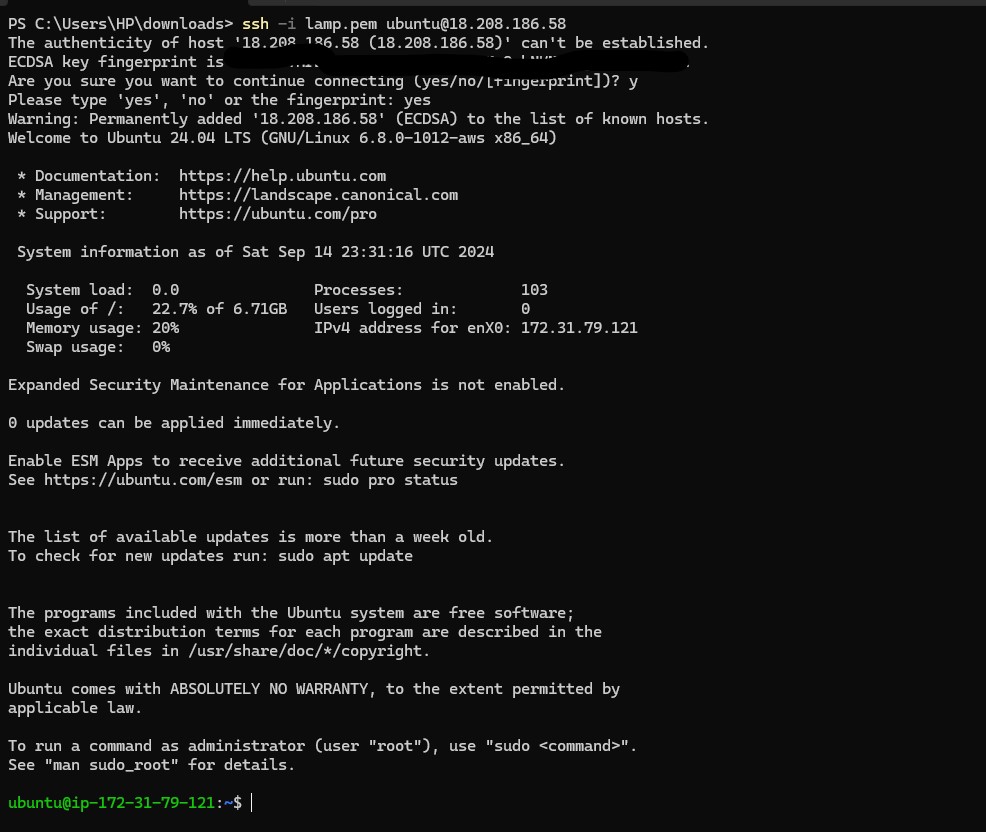 PS C:\Users\HP\downloads> ssh -i lamp.pem ubuntu@18.208.186.58
The authenticity of host '18.208.186.58 (18.208.186.58)' can't be established.
ECDSA key fingerprint is
Are you sure you want to continue connecting (yes/no/[fingerprint])? y
Please type 'yes', 'no' or the fingerprint: yes
Warning: Permanently added '18.208.186.58' (ECDSA) to the list of known hosts.
Welcome to Ubuntu 24.04 LTS (GNU/Linux 6.8.0-1012-aws x86_64)
* Documentation:  https://help.ubuntu.com
* Management:     https://landscape.canonical.com
* Support:        https://ubuntu.com/pro
System information as of Sat Sep 14 23:31:16 UTC 2024
System load:  0.0               Processes:             103
Usage of /:   22.7% of 6.71GB   Users logged in:       0
Memory usage: 20%               IPv4 address for enX0: 172.31.79.121
Swap usage:   0%
Expanded Security Maintenance for Applications is not enabled.
0 updates can be applied immediately.
Enable ESM Apps to receive additional future security updates.
See https://ubuntu.com/esm or run: sudo pro status
The list of available updates is more than a week old.
To check for new updates run: sudo apt update
The programs included with the Ubuntu system are free software;
the exact distribution terms for each program are described in the
individual files in /usr/share/doc/*/copyright.
Ubuntu comes with ABSOLUTELY NO WARRANTY, to the extent permitted by
applicable law.
To run a command as administrator (user "root"), use "sudo <command>".
See "man sudo_root" for details.
ubuntu@ip-172-31-79-121:~$